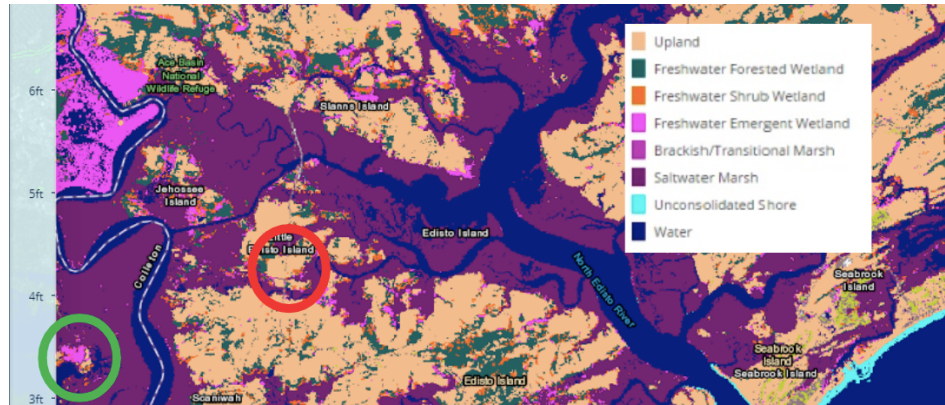 Ace Basin
National
Wildlife Refuge
6ft
Slanns Island
5ft
Jehossee
Island
Little
Edisto Island
Edisto Island
Colleton
North Edisto River
4ft
Seabrook
Island
Seabrook
Island
Seabrook Island
Edisto Island
Scaniwah
3ft
Upland
Freshwater Forested Wetland
Freshwater Shrub Wetland
Freshwater Emergent Wetland
Brackish/Transitional Marsh
Saltwater Marsh
Unconsolidated Shore
Water